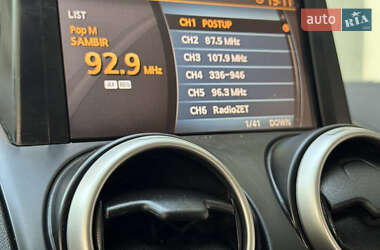 auto RIA
LIST
Pop M
SAMBIR
92.9 MHz
CH1 POSTUP
CH2 87.5 MHz
CH3 107.9 MHz
CH4 336-946
CH5 96.3 MHz
CH6 RadioZET
1/41 DOWN